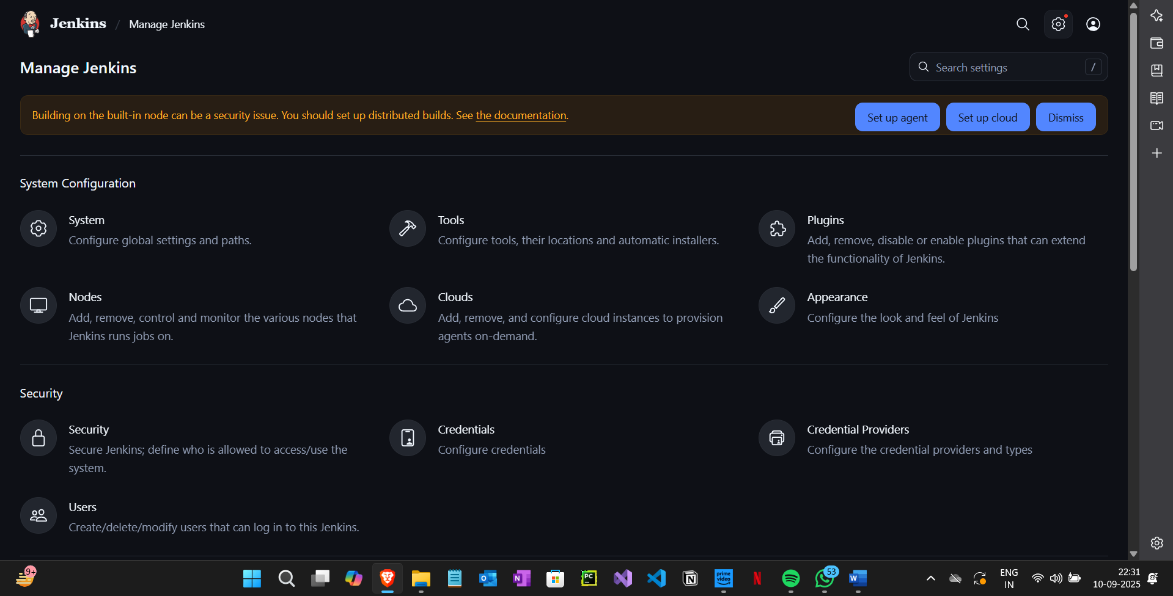 Jenkins / Manage Jenkins
Manage Jenkins
Search settings /
Building on the built-in node can be a security issue. You should set up distributed builds. See the documentation.
Set up agent
Set up cloud
Dismiss
System Configuration
System
Configure global settings and paths.
Tools
Configure tools, their locations and automatic installers.
Plugins
Add, remove, disable or enable plugins that can extend
the functionality of Jenkins.
Nodes
Add, remove, control and monitor the various nodes that
Jenkins runs jobs on.
Clouds
Add, remove, and configure cloud instances to provision
agents on-demand.
Appearance
Configure the look and feel of Jenkins
Security
Security
Secure Jenkins; define who is allowed to access/use the
system.
Credentials
Configure credentials
Credential Providers
Configure the credential providers and types
Users
Create/delete/modify users that can log in to this Jenkins.
9+
PC
prime video
53
ENG
IN
22:31
10-09-2025